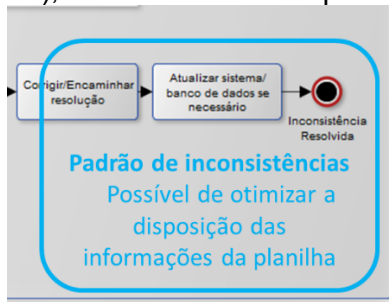 Corrigir/Encaminhar
resolução
Atualizar sistema/
banco de dados se
necessário
Inconsistência
Resolvida
Padrão de inconsistências
Possível de otimizar a
disposição das
informações da planilha